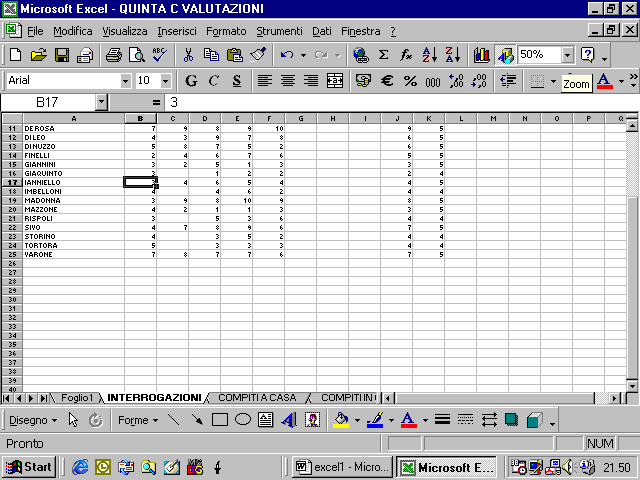 Microsoft Excel - QUINTA C VALUTAZIONI
File Modifica Visualizza Inserisci Formato Strumenti Dati Finestra ?
Σ fx 50%
Arial 10 G C S € % 000 Zoom A
B17 = 3
A B C D E F G H I J K L M N O P Q
11 DEROSA 7 9 8 9 10 9 5
12 DILEO 4 3 9 7 8 6 5
13 DINUZZO 5 8 7 5 2 6 5
14 FINELLI 2 4 6 7 6 5 5
15 GIANNINI 3 2 5 1 3 3 5
16 GIAQUINTO 3 1 2 2 2 4
17 IANNIELLO 3 4 6 5 4 4 4
18 IMBELLONI 4 4 6 2 4 4
19 MADONNA 3 9 8 10 9 8 5
20 MAZZONE 4 2 1 1 3 3 5
21 RISPOLI 3 5 3 6 4 5
22 SIVO 4 7 8 9 6 7 5
23 STORINO 4 3 5 2 4 5
24 TORTORA 5 3 3 3 4 5
25 VARONE 7 8 7 7 6 7 5
26
27
28
29
30
31
32
33
34
35
36
37
38
39
40
Foglio1 INTERROGAZIONI COMPITI A CASA COMPITI IN
Disegno Forme A
Pronto NUM
Start excel1 - Micro... Microsoft E... 21.50